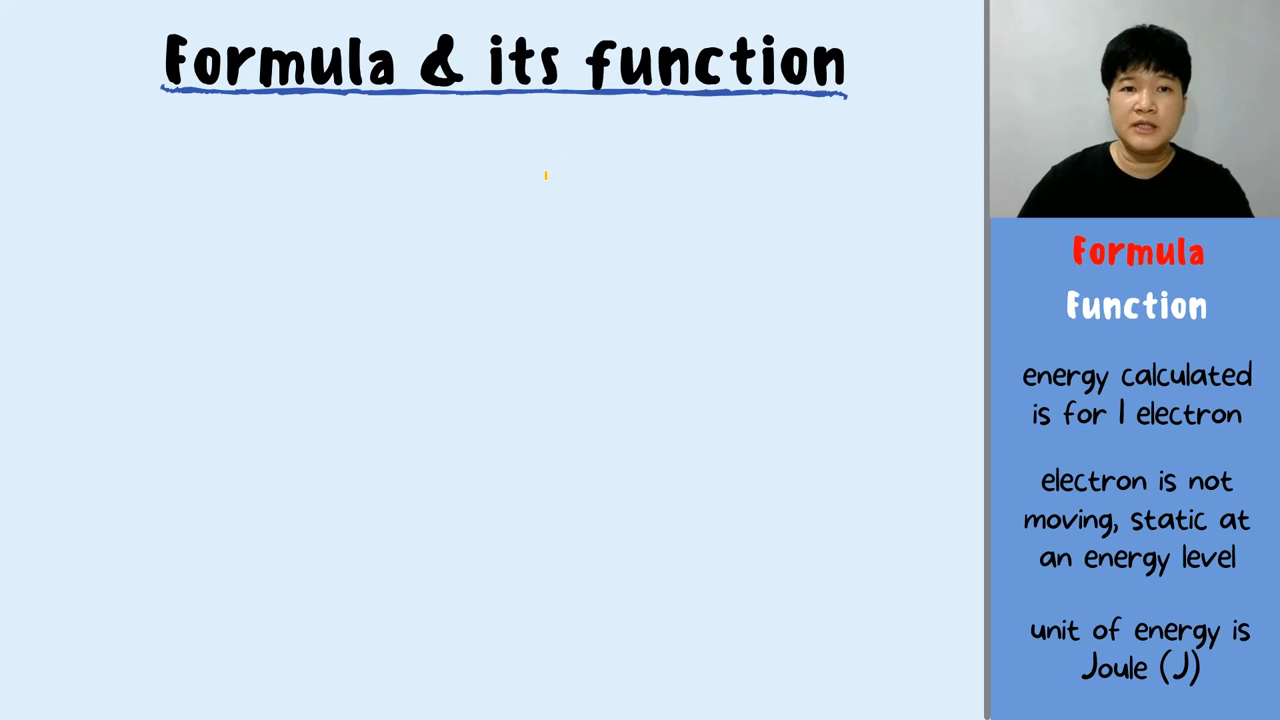 Formula & its function
Formula
Function
energy calculated
is for 1 electron
electron is not
moving, static at
an energy level
unit of energy is
Joule (J)